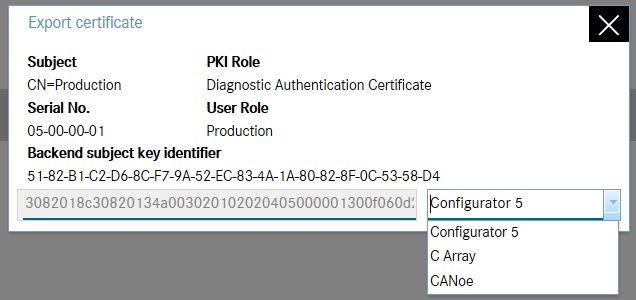 Export certificate
Subject PKI Role
CN=Production Diagnostic Authentication Certificate
Serial No. User Role
05-00-00-01 Production
Backend subject key identifier
51-82-B1-C2-D6-8C-F7-9A-52-EC-83-4A-1A-80-82-8F-0C-53-58-D4
3082018c30820134a003020102020405000001300f060d2 Configurator 5
Configurator 5
C Array
CANoe